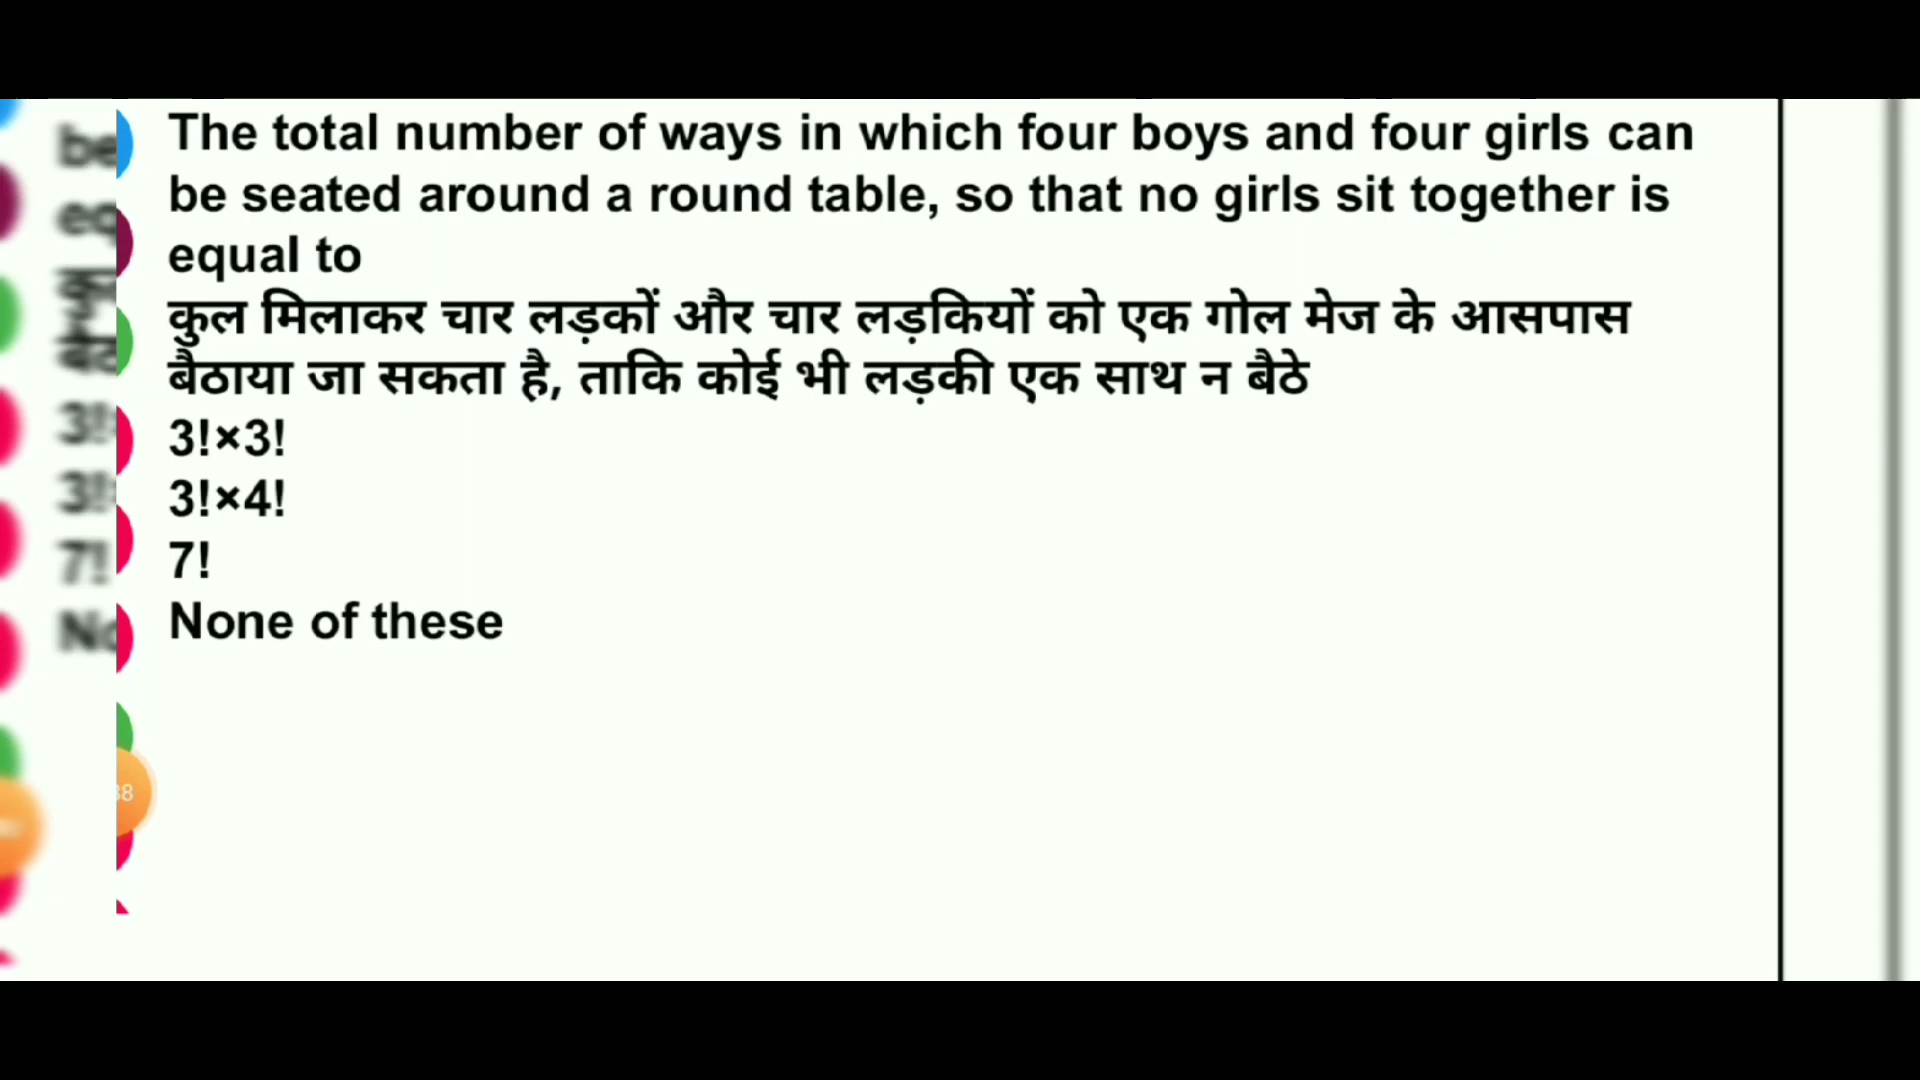 The total number of ways in which four boys and four girls can
be seated around a round table, so that no girls sit together is
equal to
कुल मिलाकर चार लड़कों और चार लड़कियों को एक गोल मेज के आसपास
बैठाया जा सकता है, ताकि कोई भी लड़की एक साथ न बैठे
3!×3!
3!×4!
7!
None of these
38